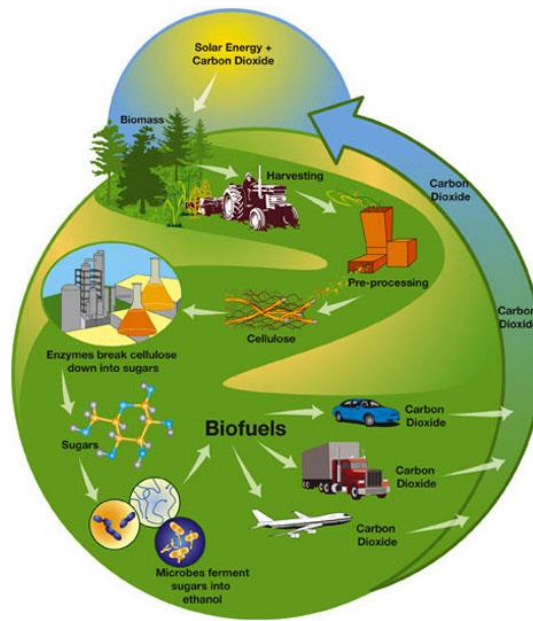 Solar Energy +
Carbon Dioxide
Biomass
Harvesting
Carbon
Dioxide
Pre-processing
Cellulose
Carbon
Dioxide
Enzymes break cellulose
down into sugars
Sugars
Biofuels
Carbon
Dioxide
Carbon
Dioxide
Carbon
Dioxide
Microbes ferment
sugars into
ethanol